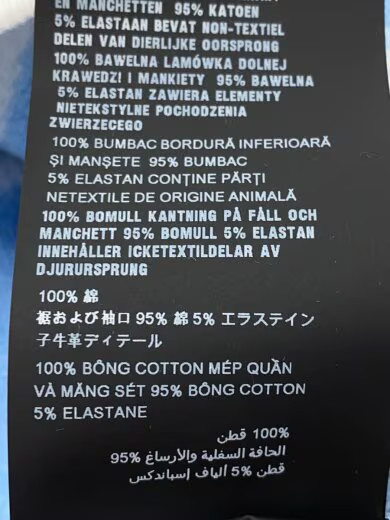 EN MANCHETTEN 95% KATOEN
5% ELASTAAN BEVAT NON-TEXTIEL
DELEN VAN DIERLIJKE OORSPRONG
100% BAWELNA LAMÓWKA DOLNEJ
KRAWEDZI I MANKIETY 95% BAWELNA
5% ELASTAN ZAWIERA ELEMENTY
NIETEKSTYLNE POCHODZENIA
ZWIERZECEGO
100% BUMBAC BORDURĂ INFERIOARĂ
ȘI MANȘETE 95% BUMBAC
5% ELASTAN CONȚINE PĂRȚI
NETEXTILE DE ORIGINE ANIMALĂ
100% BOMULL KANTNING PÅ FÅLL OCH
MANCHETT 95% BOMULL 5% ELASTAN
INNEHÅLLER ICKETEXTILDELAR AV
DJURURSPRUNG
100% 綿
裾および袖口 95% 綿 5% エラステイン
子牛革ディテール
100% BÔNG COTTON MÉP QUẦN
VÀ MĂNG SÉT 95% BÔNG COTTON
5% ELASTANE
100% قطن
الحافة السفلية والأرساغ 95%
قطن 5% ألياف إسباندكس